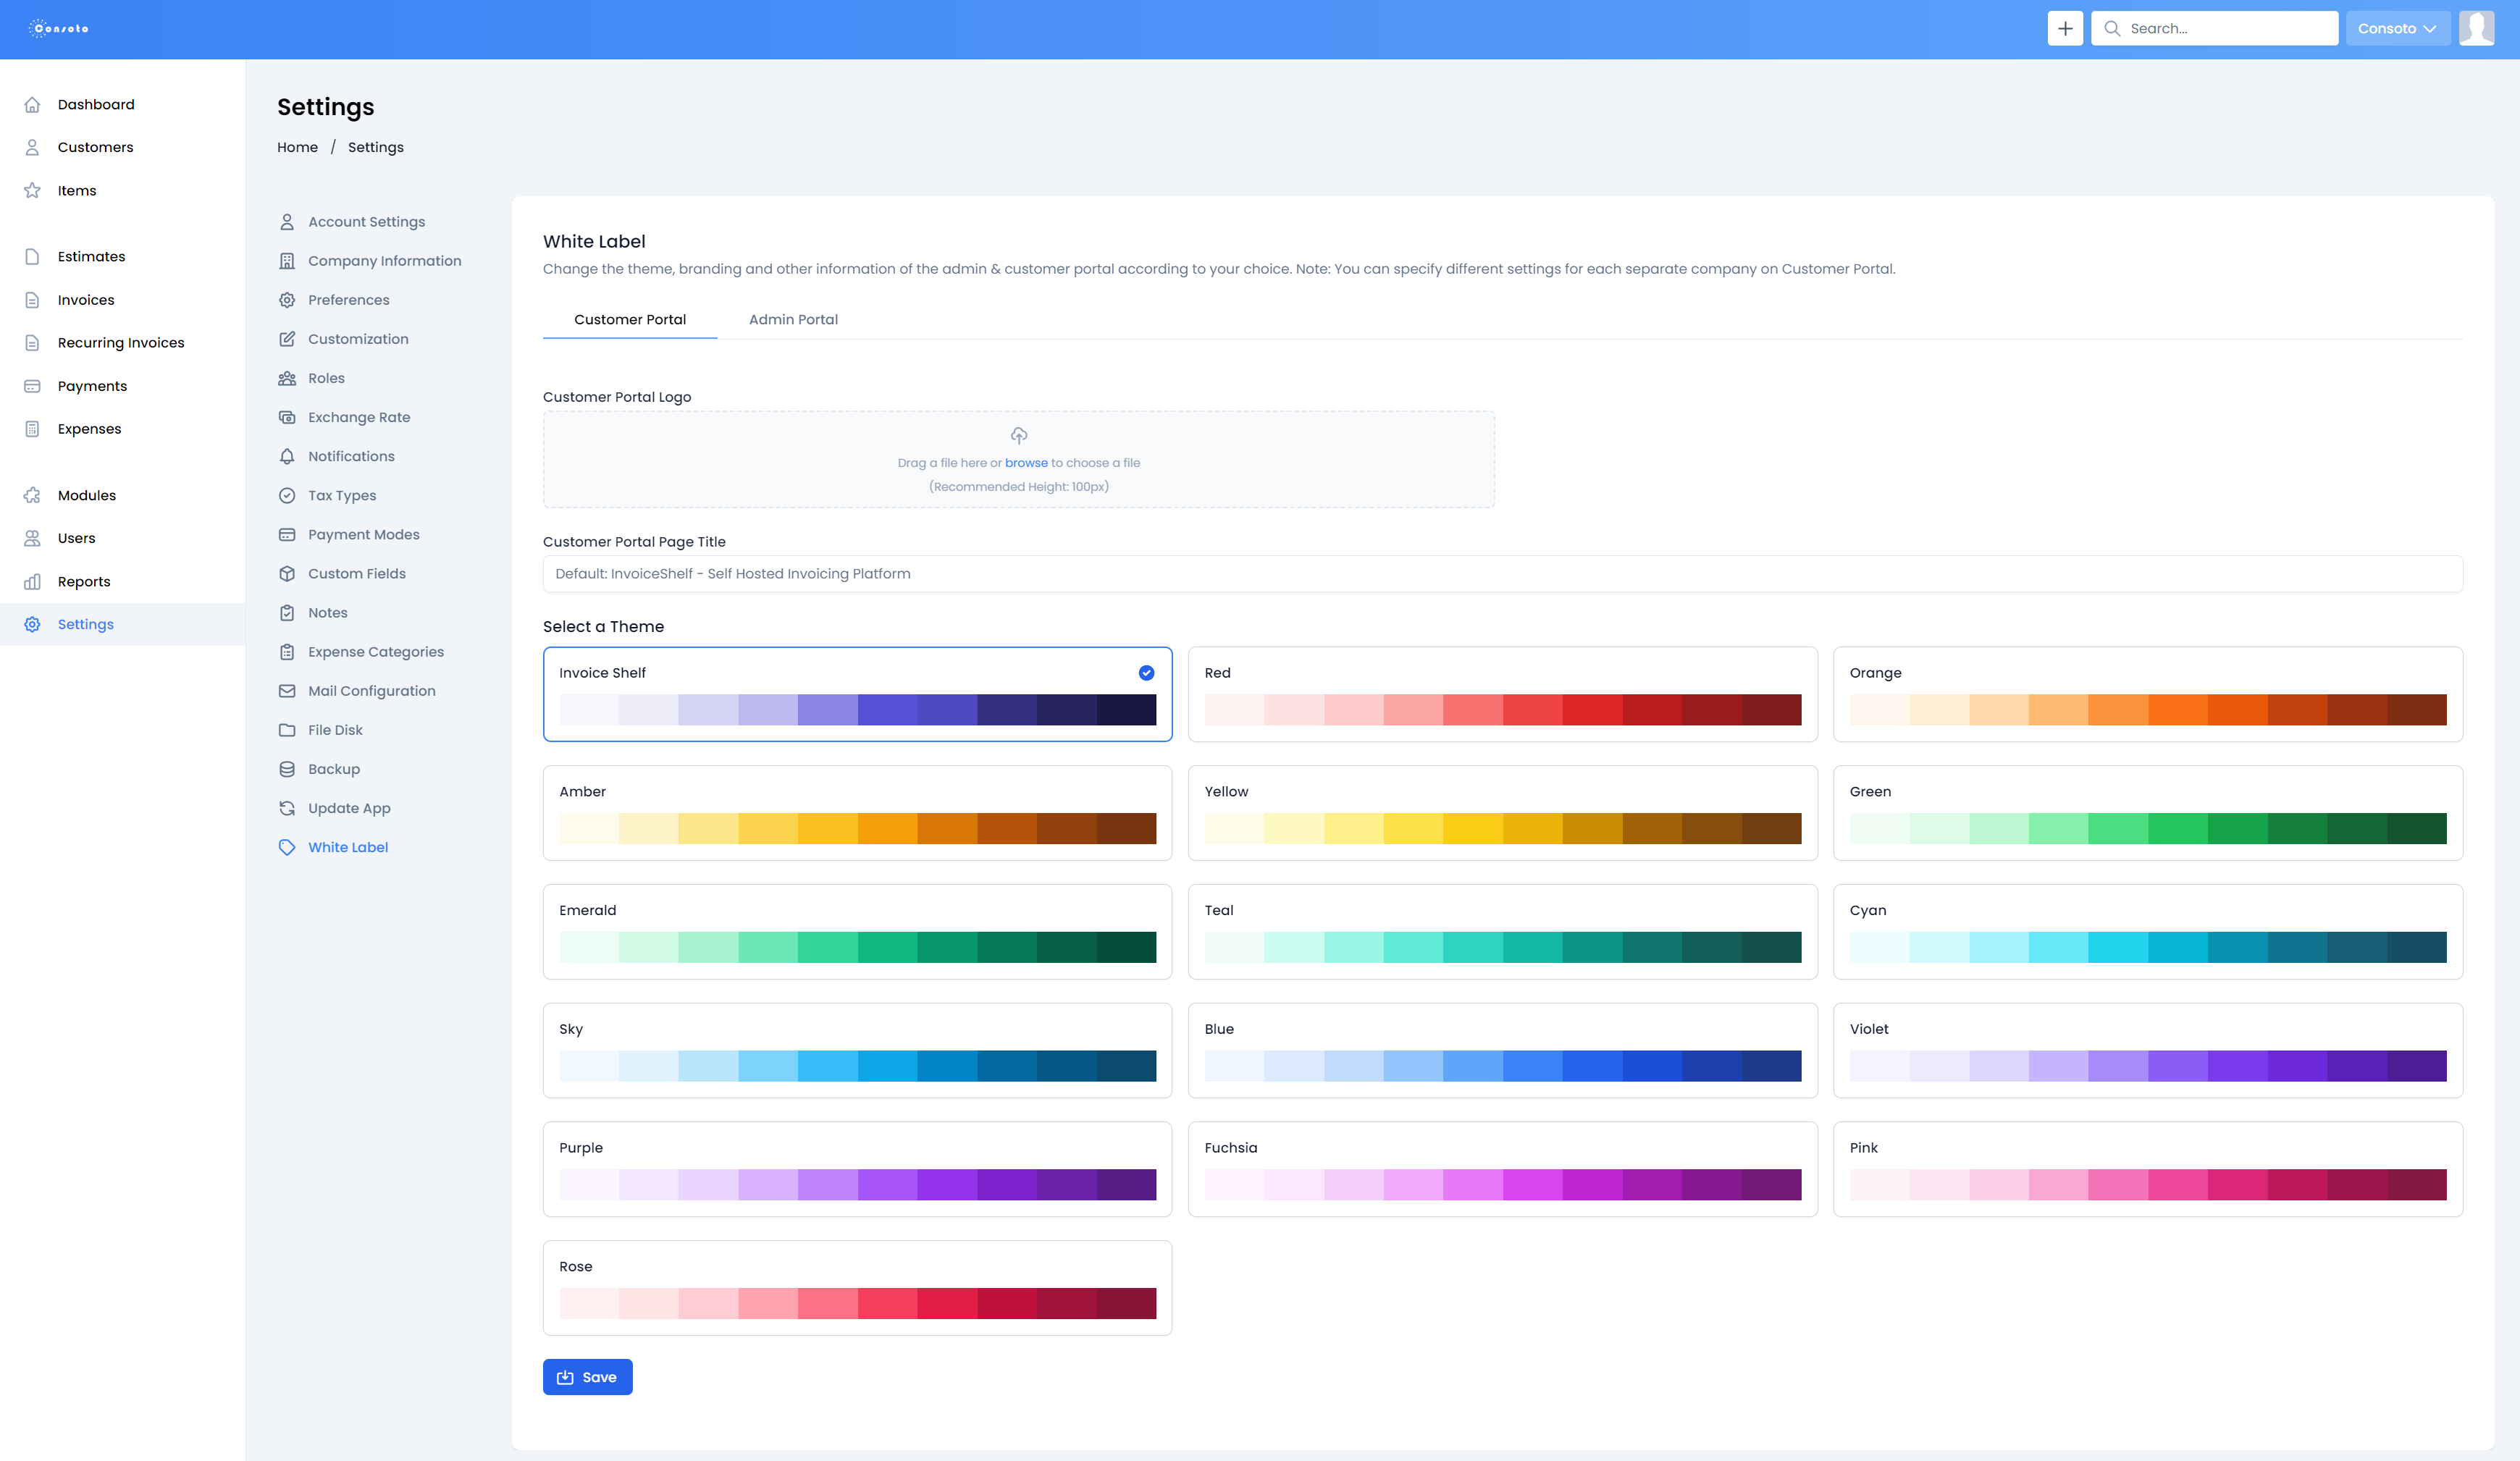 Consoto
Search...
Consoto
Dashboard
Customers
Items
Estimates
Invoices
Recurring Invoices
Payments
Expenses
Modules
Users
Reports
Settings
Settings
Home / Settings
Account Settings
Company Information
Preferences
Customization
Roles
Exchange Rate
Notifications
Tax Types
Payment Modes
Custom Fields
Notes
Expense Categories
Mail Configuration
File Disk
Backup
Update App
White Label
White Label
Change the theme, branding and other information of the admin & customer portal according to your choice. Note: You can specify different settings for each separate company on Customer Portal.
Customer Portal
Admin Portal
Customer Portal Logo
Drag a file here or browse to choose a file
(Recommended Height: 100px)
Customer Portal Page Title
Default: InvoiceShelf - Self Hosted Invoicing Platform
Select a Theme
Invoice Shelf
Red
Orange
Amber
Yellow
Green
Emerald
Teal
Cyan
Sky
Blue
Violet
Purple
Fuchsia
Pink
Rose
Save